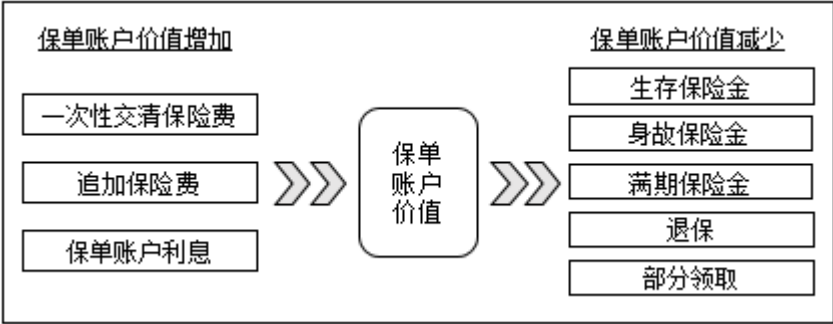 保单账户价值增加
一次性交清保险费
追加保险费
保单账户利息
保单
账户
价值
保单账户价值减少
生存保险金
身故保险金
满期保险金
退保
部分领取